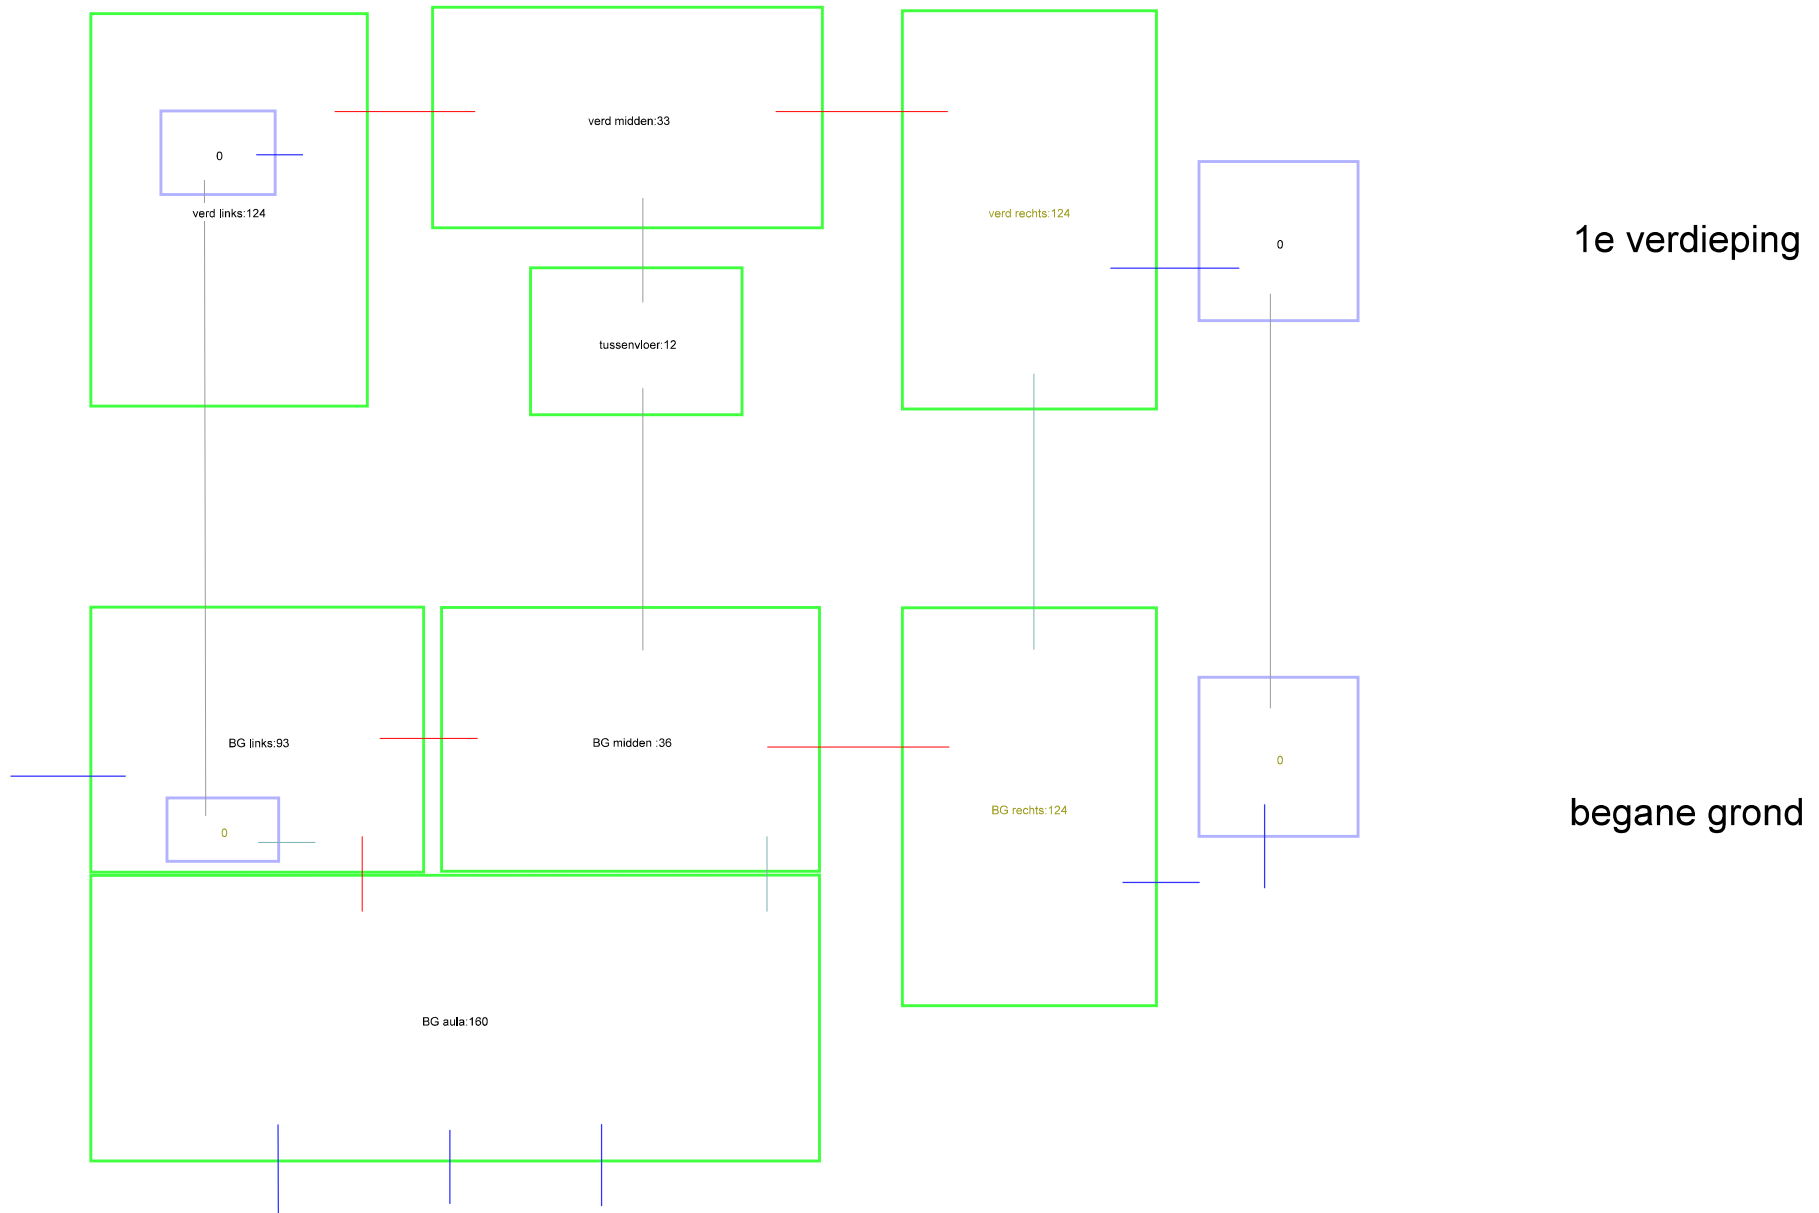 verd midden:33
0
verd links:124
verd rechts:124
1e verdieping
0
tussenvloer:12
BG links:93
BG midden :36
0
BG rechts:124
begane grond
0
BG aula:160